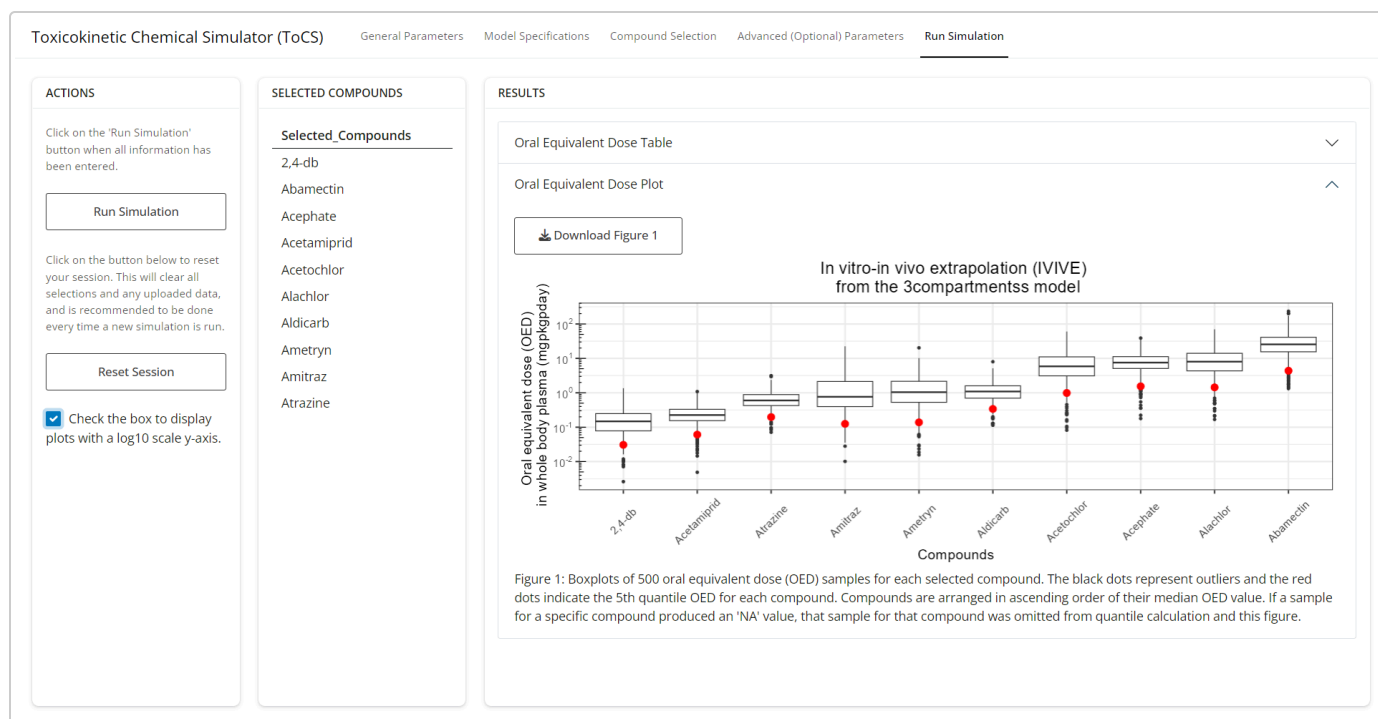 Toxicokinetic Chemical Simulator (ToCS)
General Parameters
Model Specifications
Compound Selection
Advanced (Optional) Parameters
Run Simulation
ACTIONS
Click on the 'Run Simulation'
button when all information has
been entered.
Run Simulation
Click on the button below to reset
your session. This will clear all
selections and any uploaded data,
and is recommended to be done
every time a new simulation is run.
Reset Session
Check the box to display
plots with a log10 scale y-axis.
SELECTED COMPOUNDS
Selected_Compounds
2,4-db
Abamectin
Acephate
Acetamiprid
Acetochlor
Alachlor
Aldicarb
Ametryn
Amitraz
Atrazine
RESULTS
Oral Equivalent Dose Table
Oral Equivalent Dose Plot
Download Figure 1
In vitro-in vivo extrapolation (IVIVE)
from the 3compartmentss model
Oral equivalent dose (OED)
in whole body plasma (mgpkgpday)
10²
10¹
10⁰
10⁻¹
10⁻²
2,4-db
Acetamiprid
Atrazine
Amitraz
Ametryn
Aldicarb
Acetochlor
Acephate
Alachlor
Abamectin
Compounds
Figure 1: Boxplots of 500 oral equivalent dose (OED) samples for each selected compound. The black dots represent outliers and the red
dots indicate the 5th quantile OED for each compound. Compounds are arranged in ascending order of their median OED value. If a sample
for a specific compound produced an 'NA' value, that sample for that compound was omitted from quantile calculation and this figure.